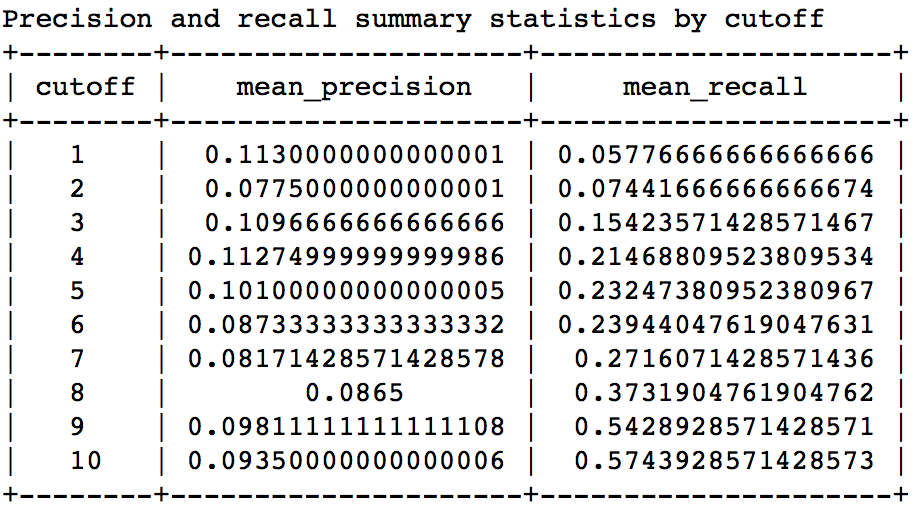 Precision and recall summary statistics by cutoff
+--------+---------------------+---------------------+
| cutoff |    mean_precision   |     mean_recall     |
+--------+---------------------+---------------------+
|   1    |  0.1130000000000001 | 0.05776666666666666 |
|   2    |  0.0775000000000001 | 0.07441666666666674 |
|   3    |  0.1096666666666666 | 0.15423571428571467 |
|   4    | 0.11274999999999986 | 0.21468809523809534 |
|   5    | 0.10100000000000005 | 0.23247380952380967 |
|   6    | 0.08733333333333332 | 0.23944047619047631 |
|   7    | 0.08171428571428578 |  0.2716071428571436 |
|   8    |        0.0865       |  0.3731904761904762 |
|   9    | 0.09811111111111108 |  0.5428928571428571 |
|   10   | 0.09350000000000006 |  0.5743928571428573 |
+--------+---------------------+---------------------+